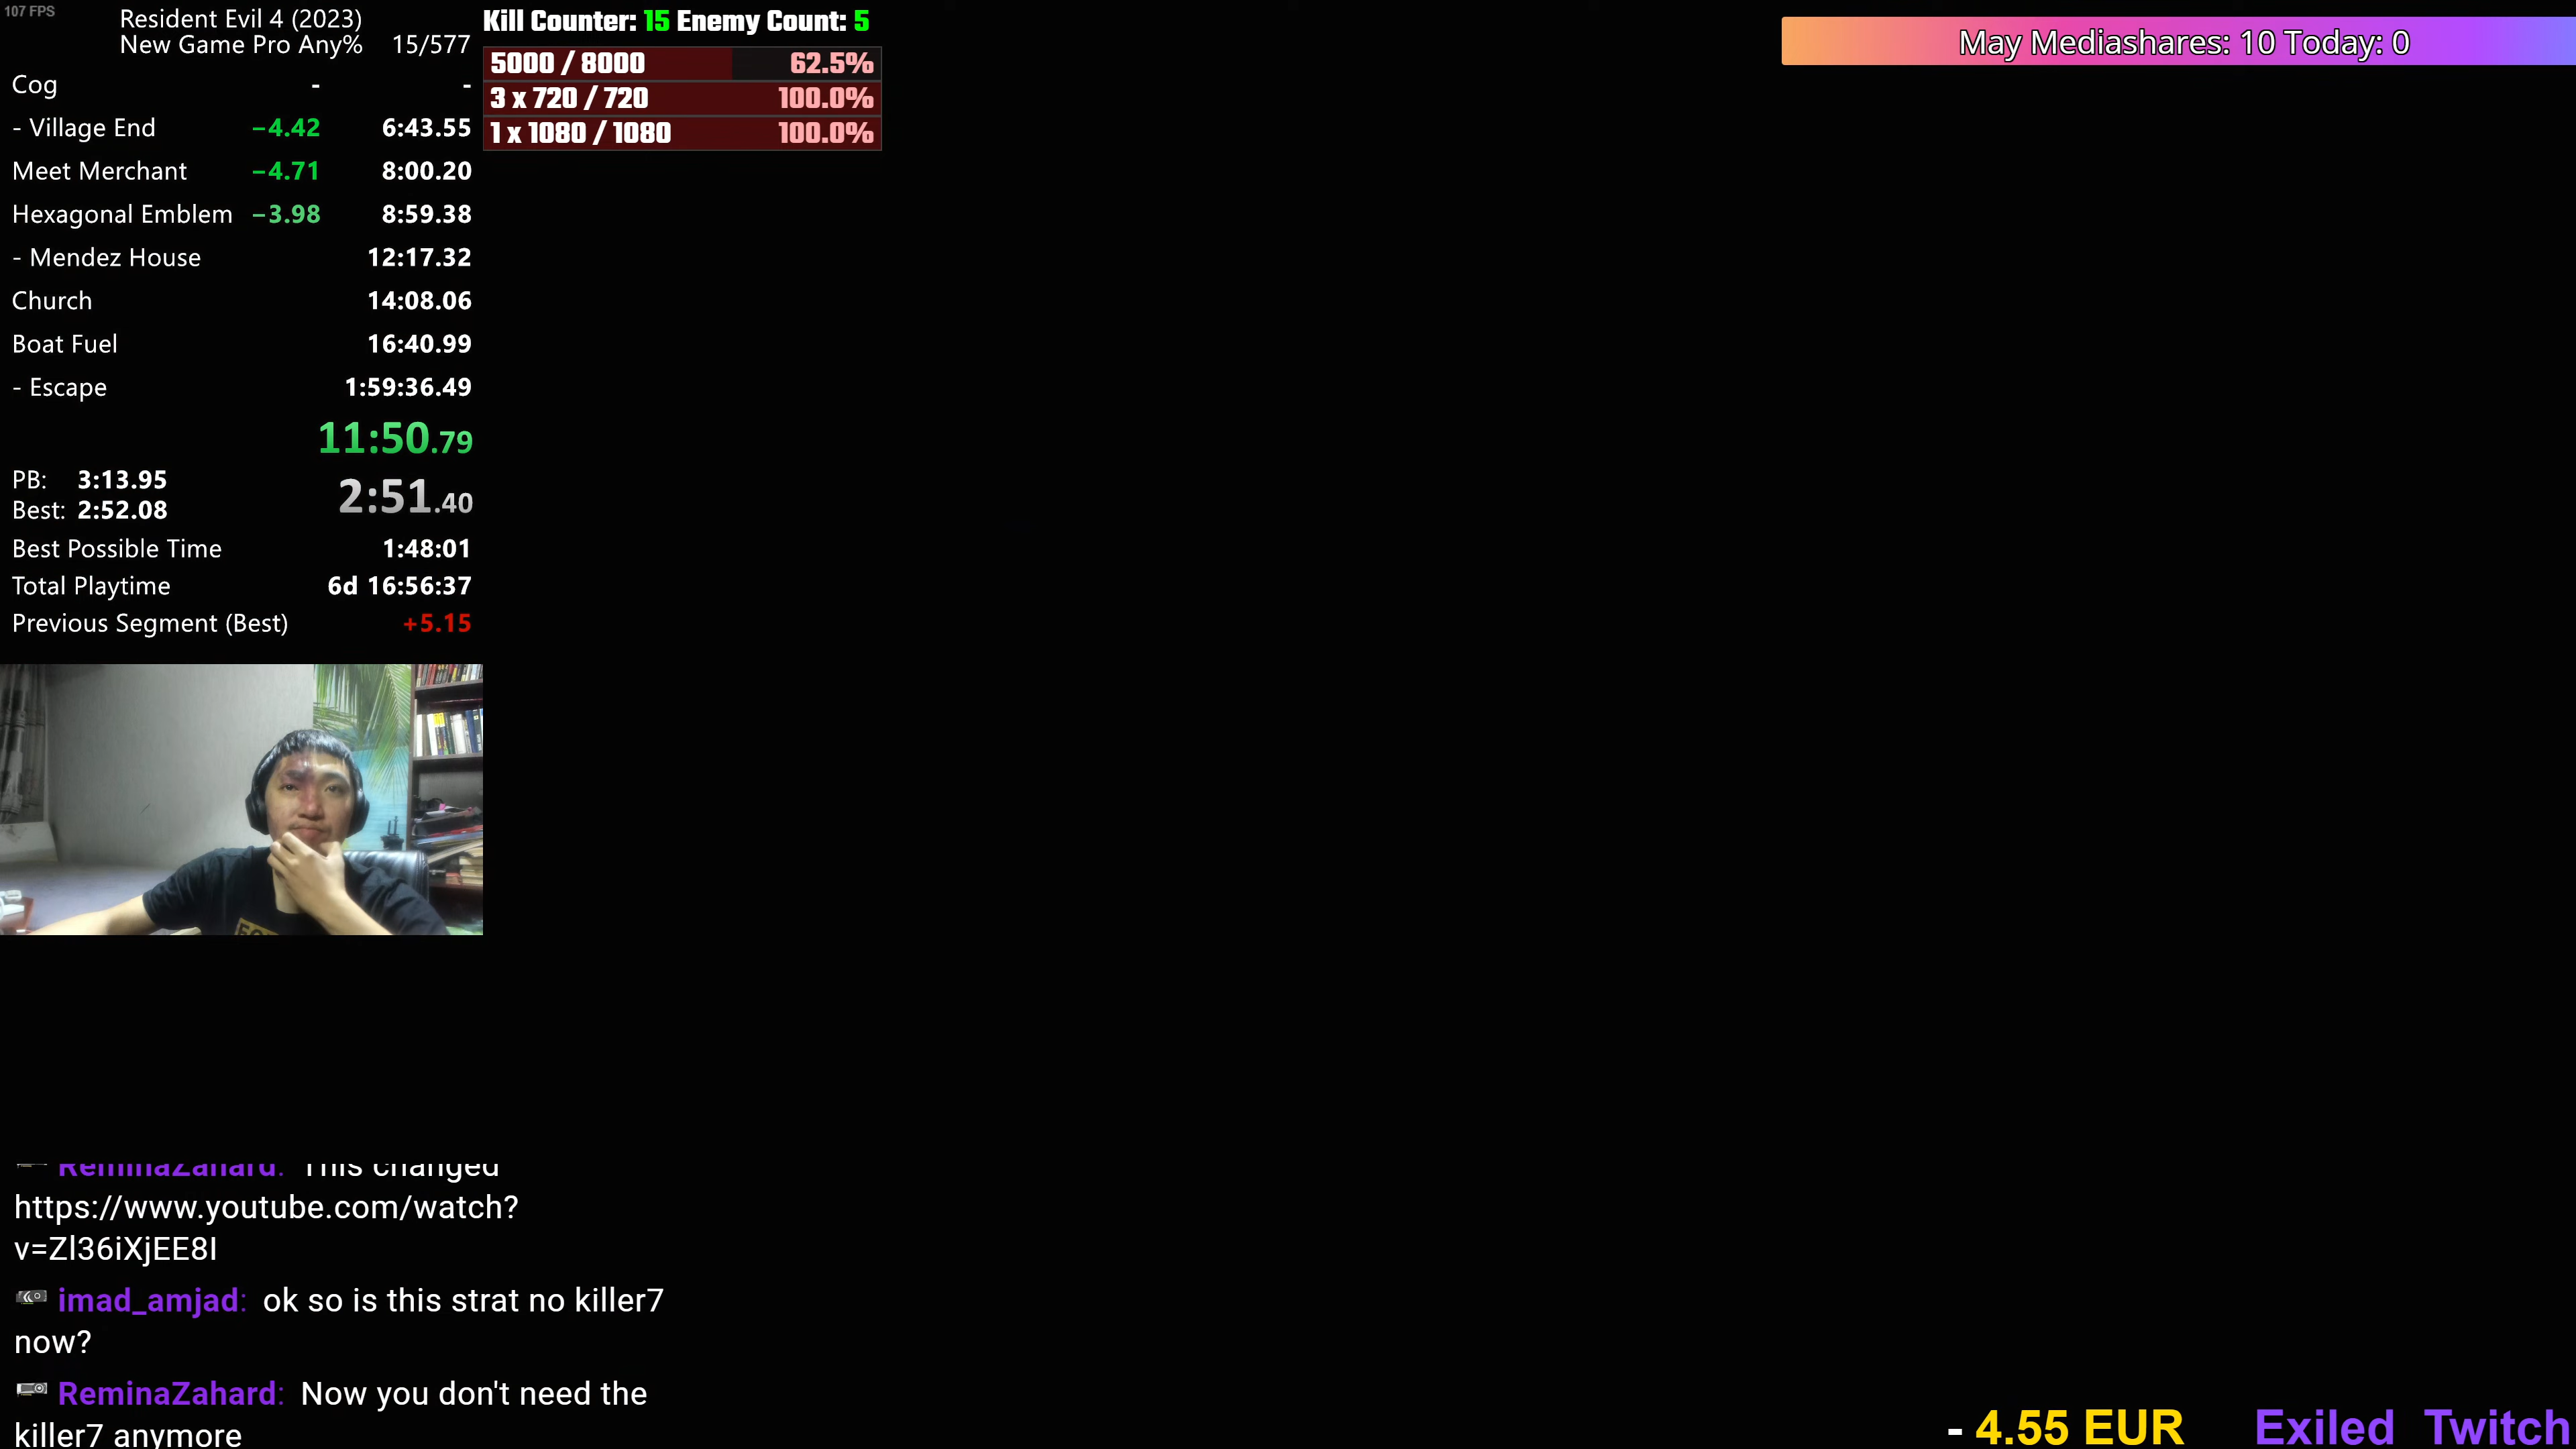 107 FPS
Resident Evil 4 (2023)
New Game Pro Any% 15/577
Cog - -
- Village End −4.42 6:43.55
Meet Merchant −4.71 8:00.20
Hexagonal Emblem −3.98 8:59.38
- Mendez House 12:17.32
Church 14:08.06
Boat Fuel 16:40.99
- Escape 1:59:36.49
11:50.79
PB: 3:13.95
Best: 2:52.08
2:51.40
Best Possible Time 1:48:01
Total Playtime 6d 16:56:37
Previous Segment (Best) +5.15
Kill Counter: 15 Enemy Count: 5
5000 / 8000 62.5%
3 x 720 / 720 100.0%
1 x 1080 / 1080 100.0%
May Mediashares: 10 Today: 0
ReminaZahard: This changed
https://www.youtube.com/watch?
v=Zl36iXjEE8I
imad_amjad: ok so is this strat no killer7
now?
ReminaZahard: Now you don't need the
killer7 anymore
- 4.55 EUR Exiled_Twitch